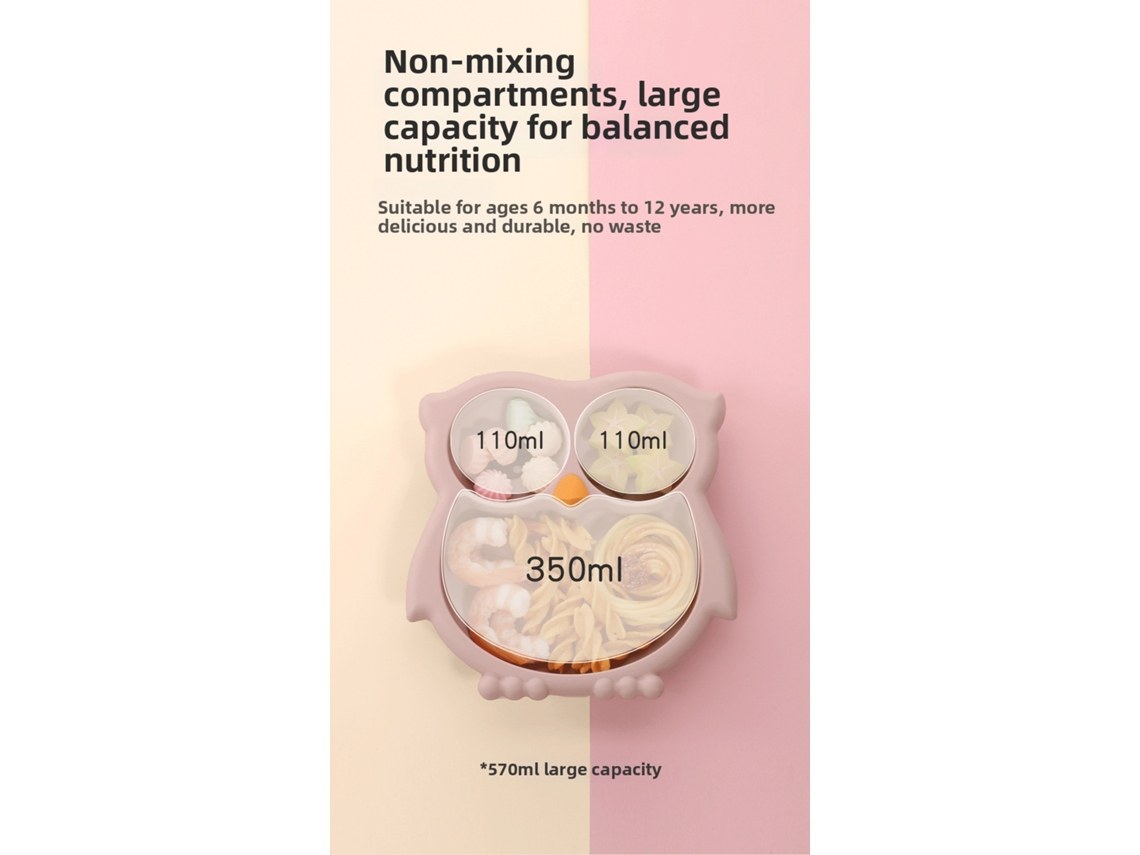 Non-mixing
compartments, large
capacity for balanced
nutrition
Suitable for ages 6 months to 12 years, more
delicious and durable, no waste
110ml
110ml
350ml
*570ml large capacity